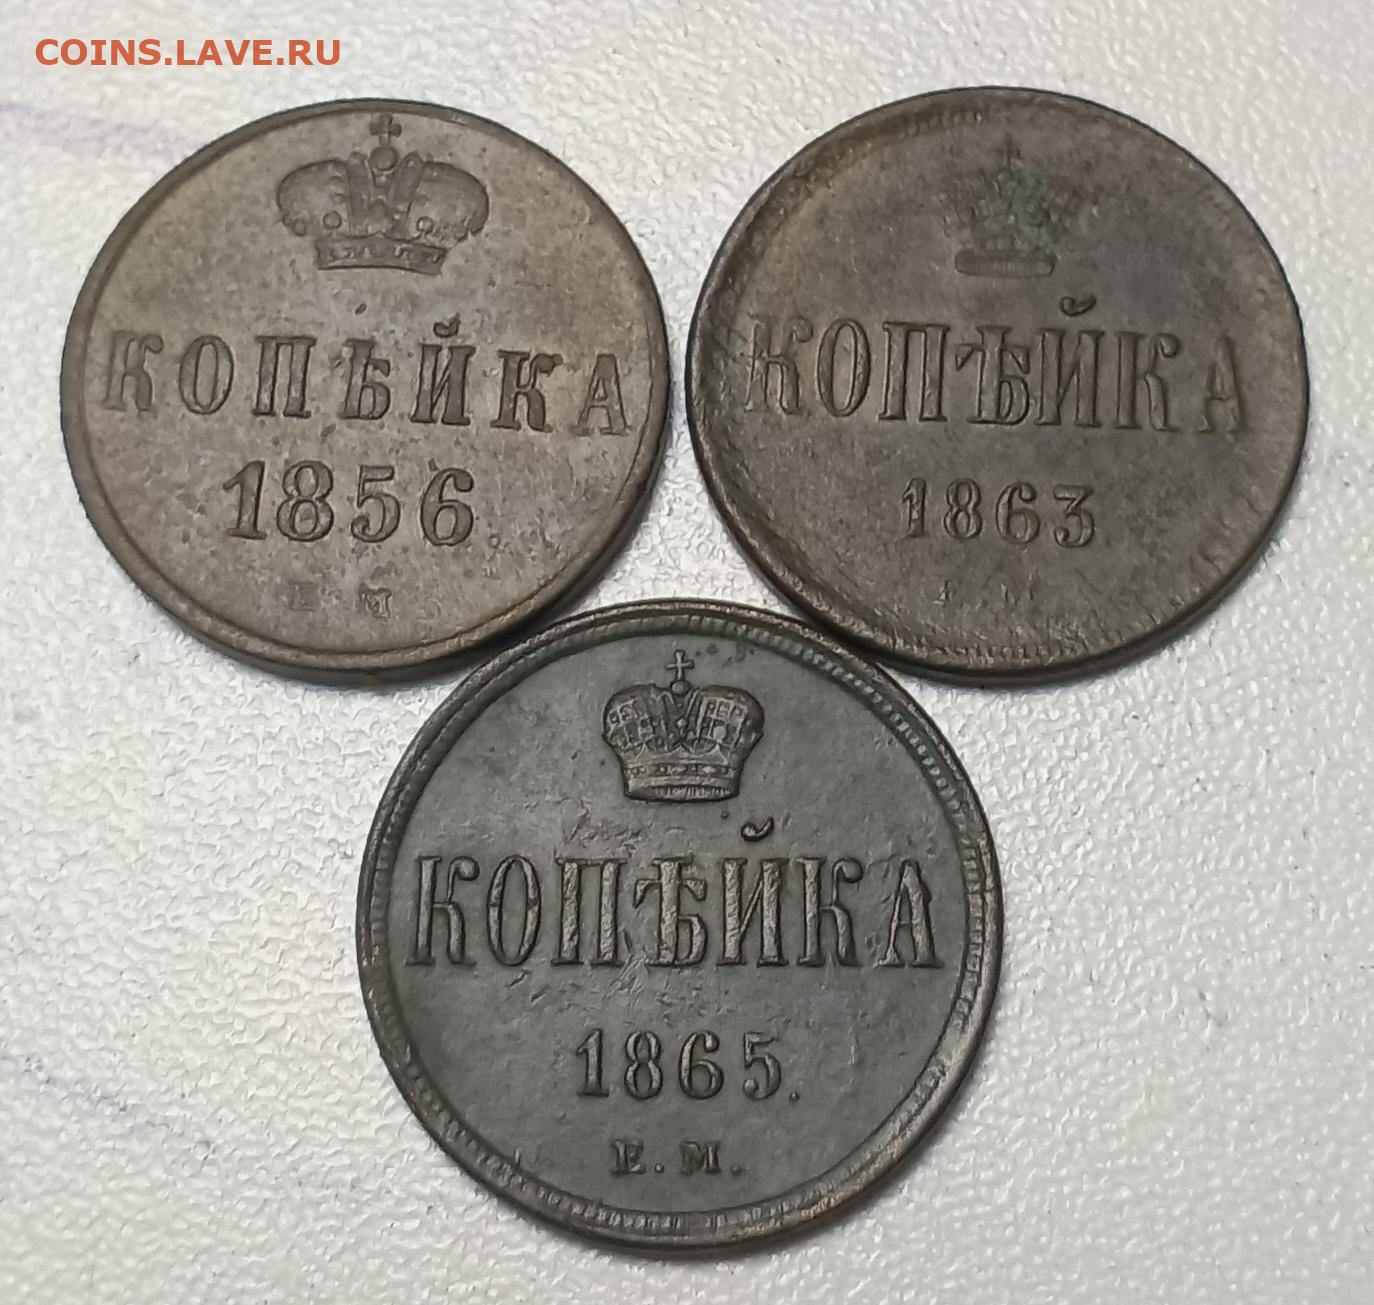 COINS.LAVE.RU
КОПѢЙКА
1856
Е М
КОПѢЙКА
1863
Е. М
КОПѢЙКА
1865.
Е. М.